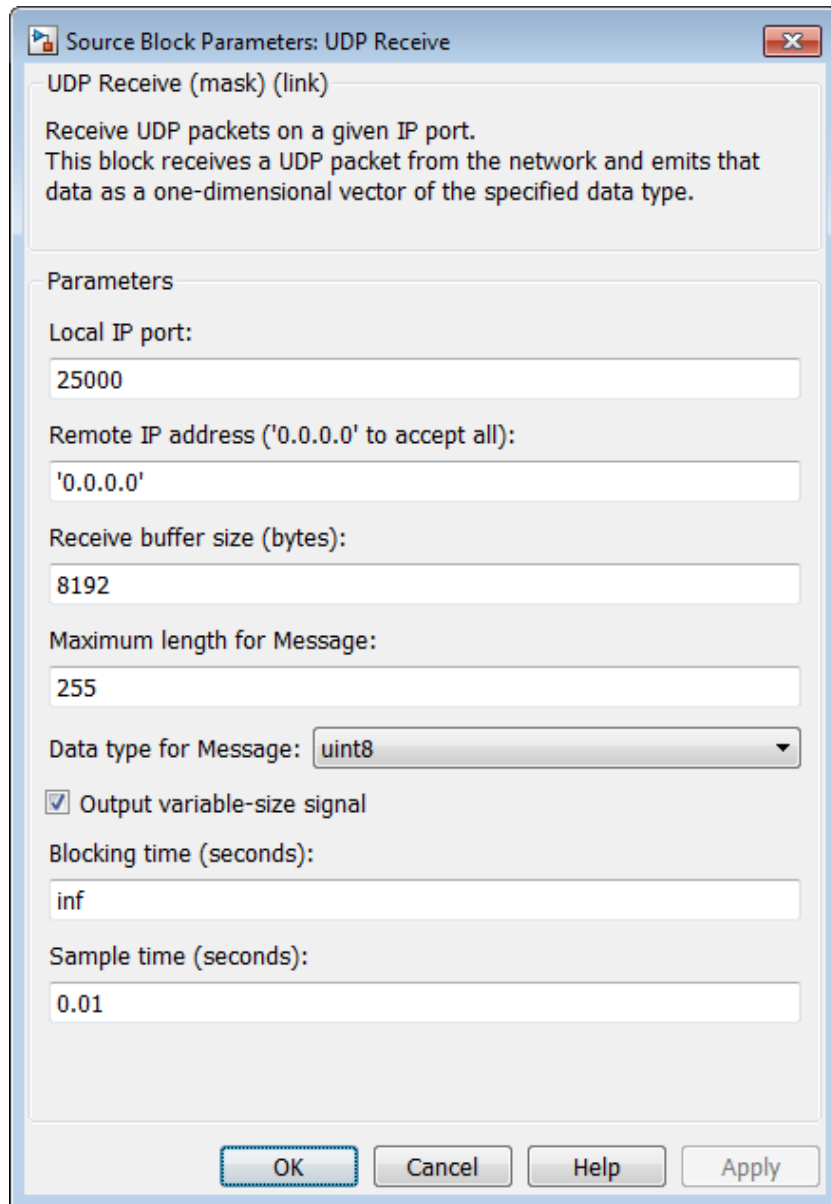 Source Block Parameters: UDP Receive
UDP Receive (mask) (link)
Receive UDP packets on a given IP port.
This block receives a UDP packet from the network and emits that
data as a one-dimensional vector of the specified data type.
Parameters
Local IP port:
25000
Remote IP address ('0.0.0.0' to accept all):
'0.0.0.0'
Receive buffer size (bytes):
8192
Maximum length for Message:
255
Data type for Message: uint8
Output variable-size signal
Blocking time (seconds):
inf
Sample time (seconds):
0.01
OK Cancel Help Apply